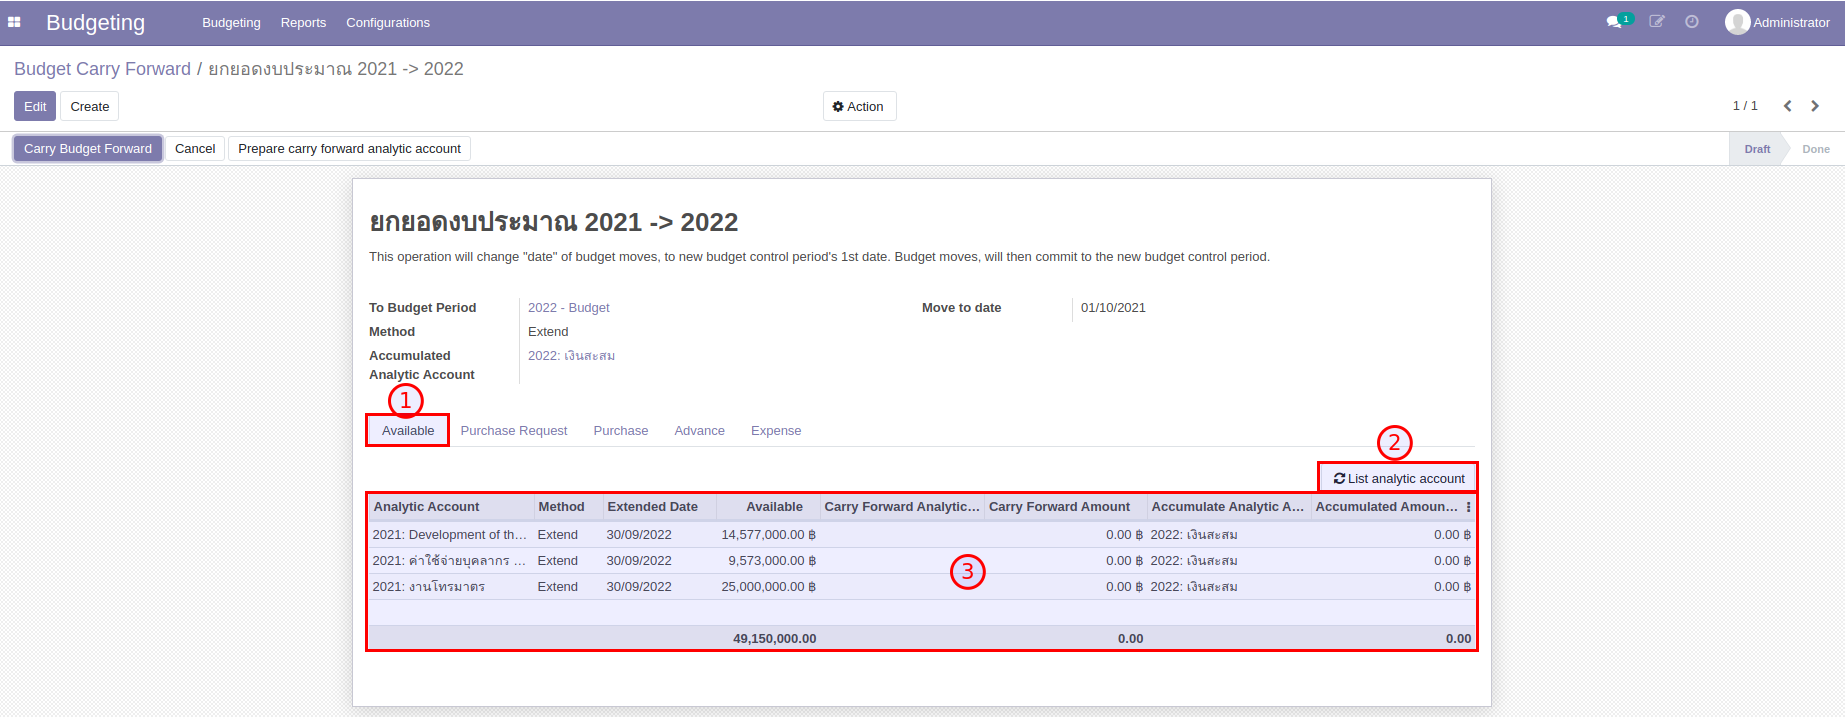 Budgeting Budgeting Reports Configurations 1 Administrator
Budget Carry Forward / ยกยอดงบประมาณ 2021 -> 2022
Edit Create Action 1 / 1
Carry Budget Forward Cancel Prepare carry forward analytic account Draft Done
ยกยอดงบประมาณ 2021 -> 2022
This operation will change "date" of budget moves, to new budget control period's 1st date. Budget moves, will then commit to the new budget control period.
To Budget Period 2022 - Budget Move to date 01/10/2021
Method Extend
Accumulated 2022: เงินสะสม
Analytic Account
1
Available Purchase Request Purchase Advance Expense
2
List analytic account
Analytic Account Method Extended Date Available Carry Forward Analytic... Carry Forward Amount Accumulate Analytic A... Accumulated Amoun...
2021: Development of th... Extend 30/09/2022 14,577,000.00 ฿ 0.00 ฿ 2022: เงินสะสม 0.00 ฿
2021: ค่าใช้จ่ายบุคลากร ... Extend 30/09/2022 9,573,000.00 ฿ 0.00 ฿ 2022: เงินสะสม 0.00 ฿
3
2021: งานโทรมาตร Extend 30/09/2022 25,000,000.00 ฿ 0.00 ฿ 2022: เงินสะสม 0.00 ฿
49,150,000.00 0.00 0.00